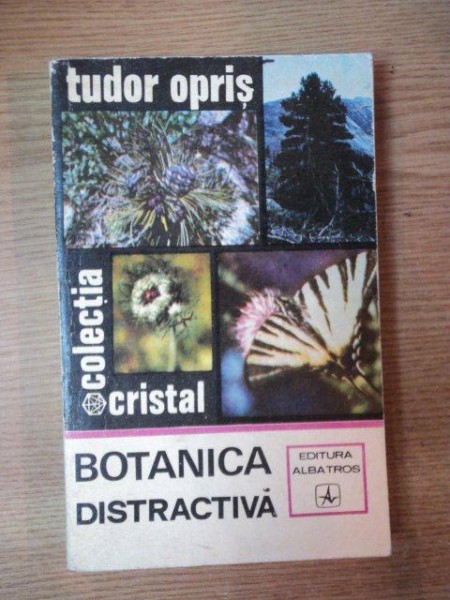 tudor opriș
colecția
cristal
BOTANICA
DISTRACTIVĂ
EDITURA
ALBATROS